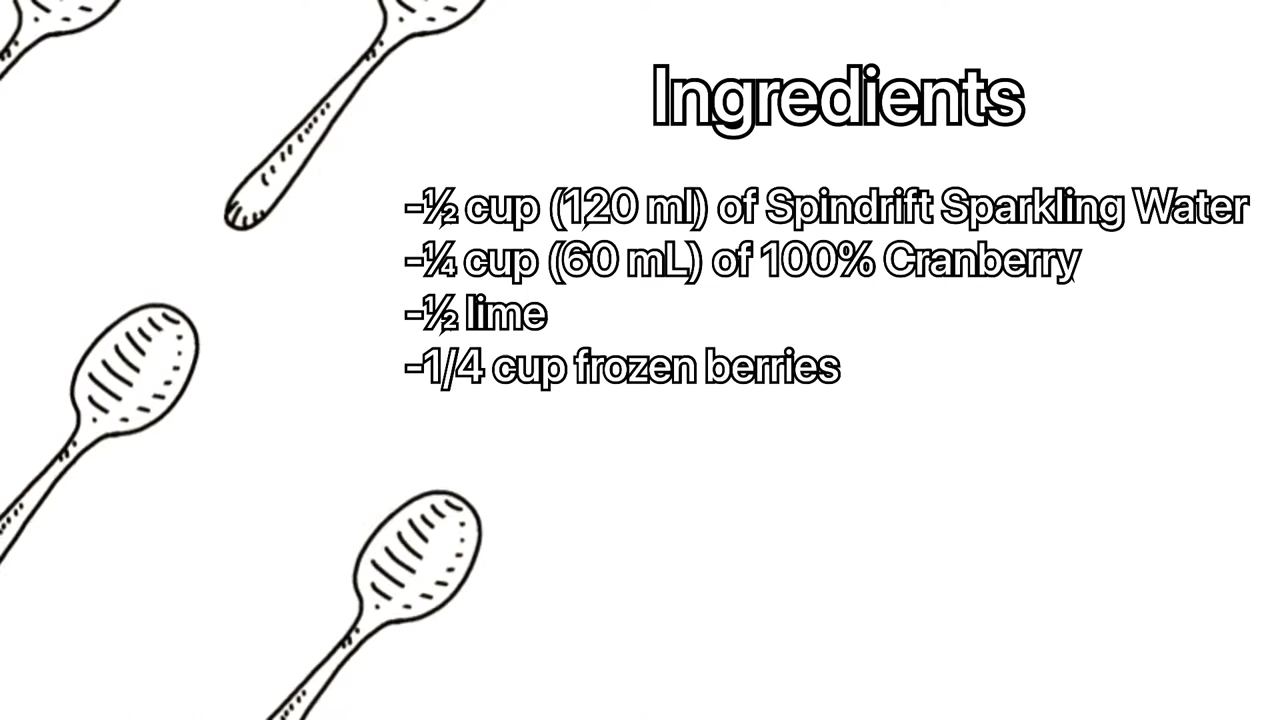 Ingredients
-½ cup (120 ml) of Spindrift Sparkling Water
-¼ cup (60 mL) of 100% Cranberry
-½ lime
-1/4 cup frozen berries